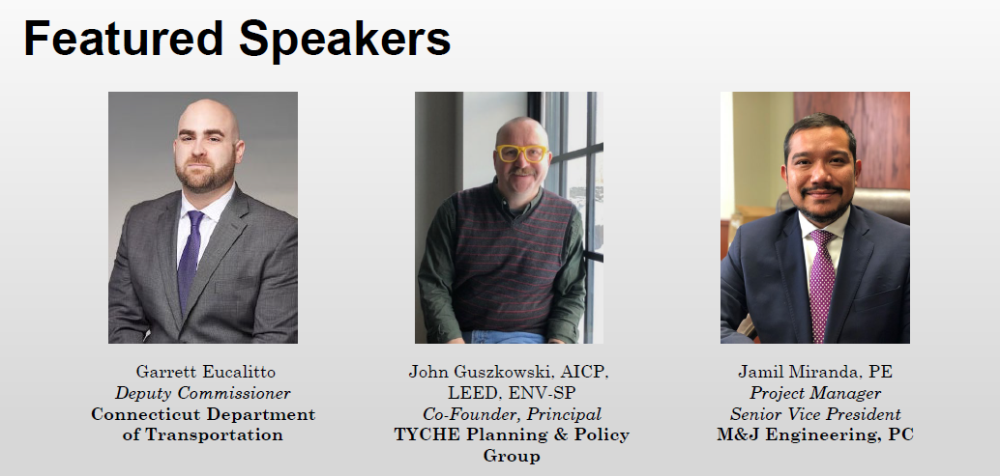 Featured Speakers
Garrett Eucalitto
Deputy Commissioner
Connecticut Department
of Transportation
John Guszkowski, AICP,
LEED, ENV-SP
Co-Founder, Principal
TYCHE Planning & Policy
Group
Jamil Miranda, PE
Project Manager
Senior Vice President
M&J Engineering, PC